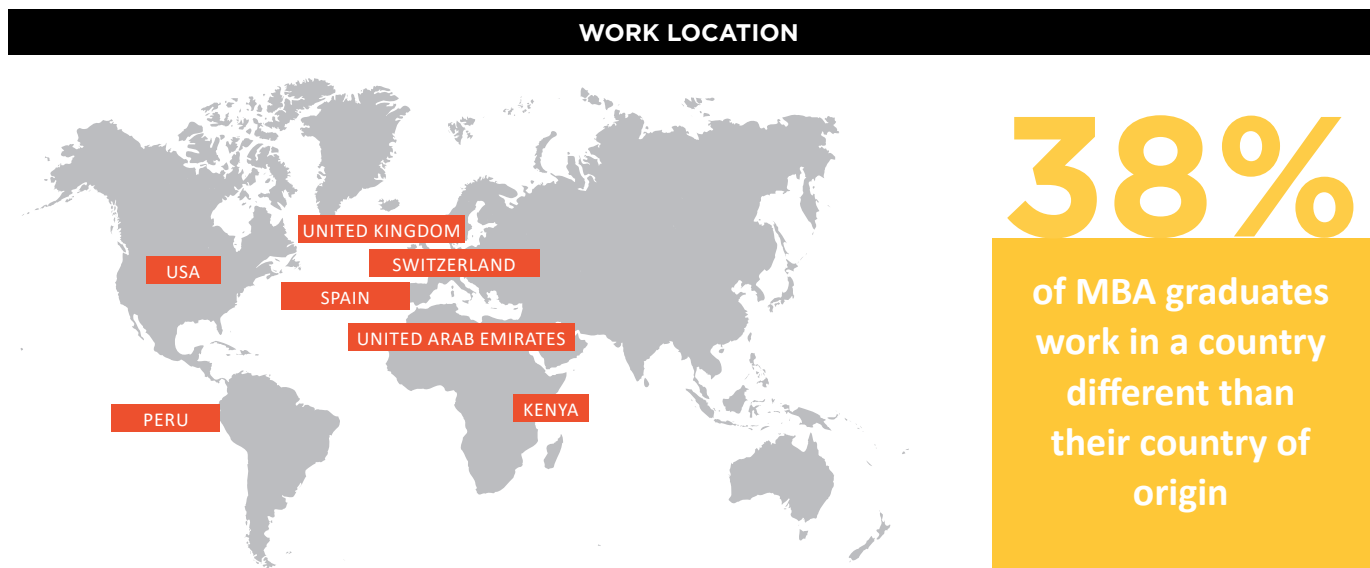 WORK LOCATION
UNITED KINGDOM
SWITZERLAND
USA
SPAIN
UNITED ARAB EMIRATES
KENYA
PERU
38%
of MBA graduates
work in a country
different than
their country of
origin